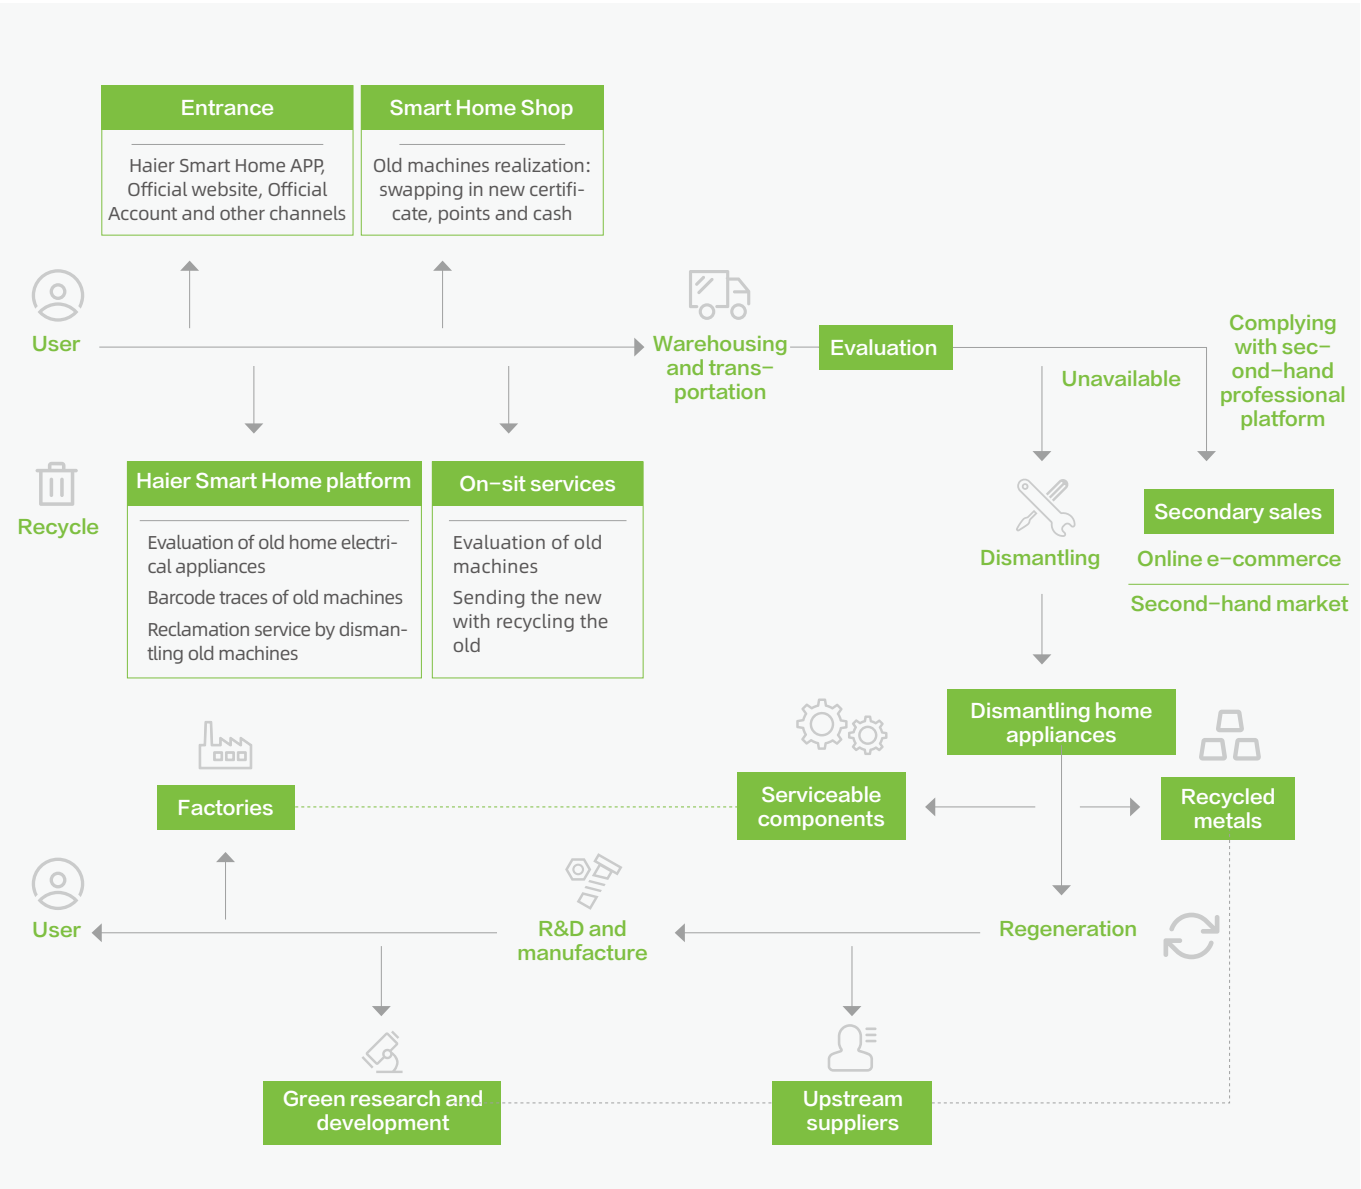 Entrance
Haier Smart Home APP,
Official website, Official
Account and other channels
Smart Home Shop
Old machines realization:
swapping in new certifi-
cate, points and cash
User
Warehousing
and trans-
portation
Evaluation
Unavailable
Complying
with sec-
ond-hand
professional
platform
Recycle
Haier Smart Home platform
Evaluation of old home electri-
cal appliances
Barcode traces of old machines
Reclamation service by disman-
tling old machines
On-sit services
Evaluation of old
machines
Sending the new
with recycling the
old
Dismantling
Secondary sales
Online e-commerce
Second-hand market
Dismantling home
appliances
Factories
Serviceable
components
Recycled
metals
User
R&D and
manufacture
Regeneration
Green research and
development
Upstream
suppliers